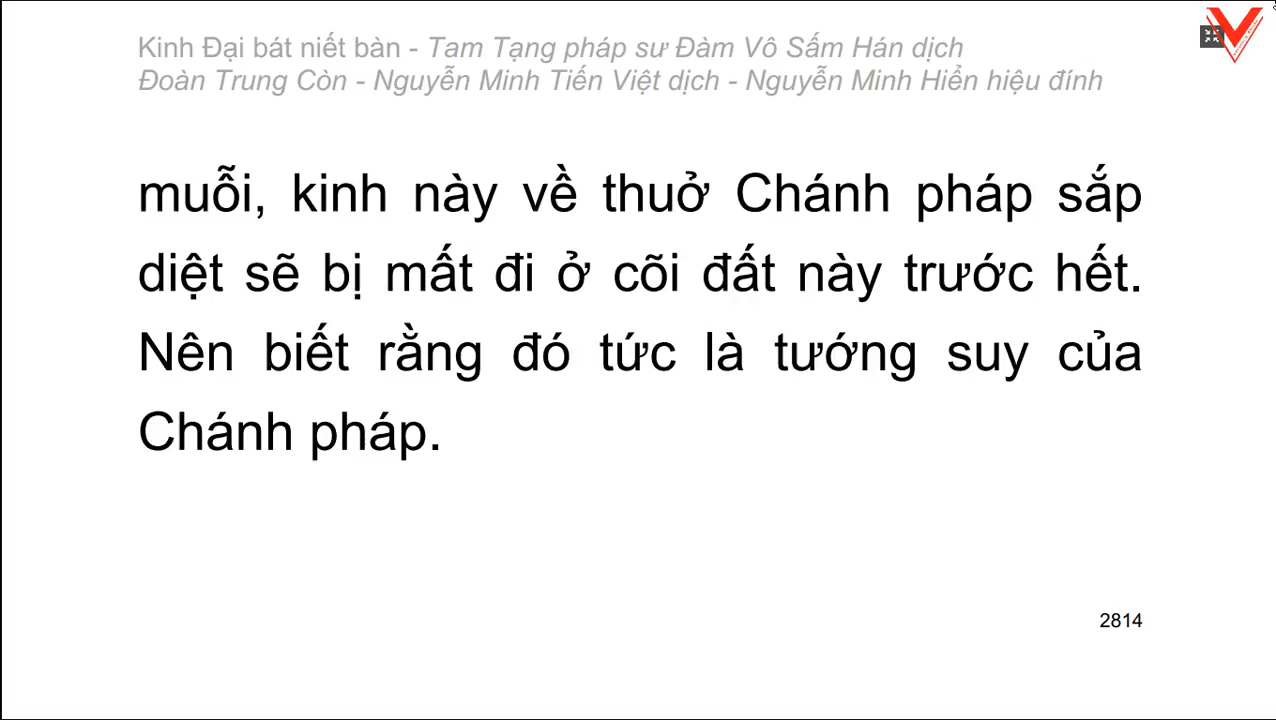 Kinh Đại bát niết bàn - Tam Tạng pháp sư Đàm Vô Sấm Hán dịch
Đoàn Trung Còn - Nguyễn Minh Tiến Việt dịch - Nguyễn Minh Hiển hiệu đính
muỗi, kinh này về thuở Chánh pháp sắp
diệt sẽ bị mất đi ở cõi đất này trước hết.
Nên biết rằng đó tức là tướng suy của
Chánh pháp.
2814